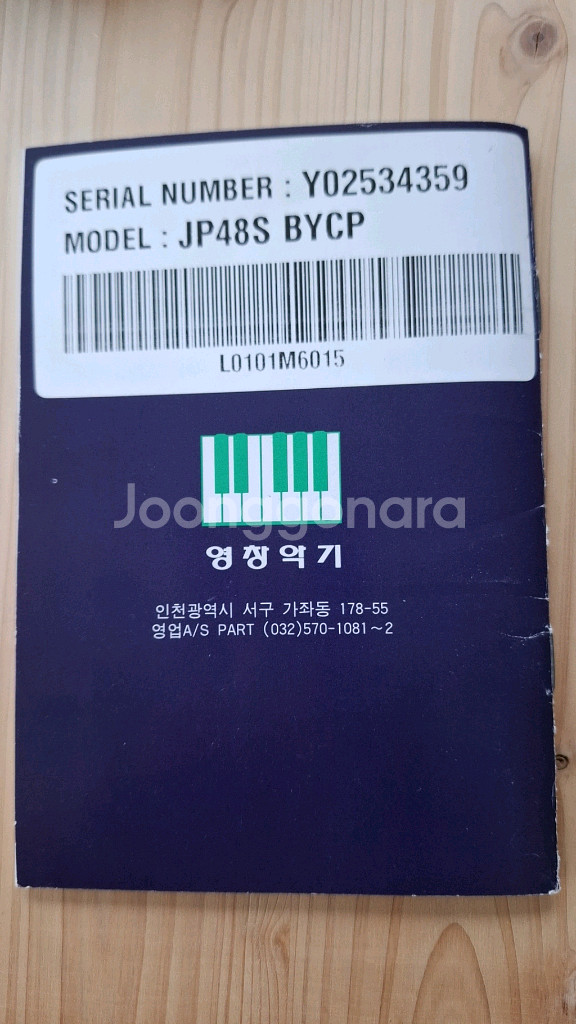 SERIAL NUMBER : Y02534359
MODEL : JP48S BYCP
L0101M6015
Joonggonara
영창악기
인천광역시 서구 가좌동 178-55
영업A/S PART (032)570-1081~2